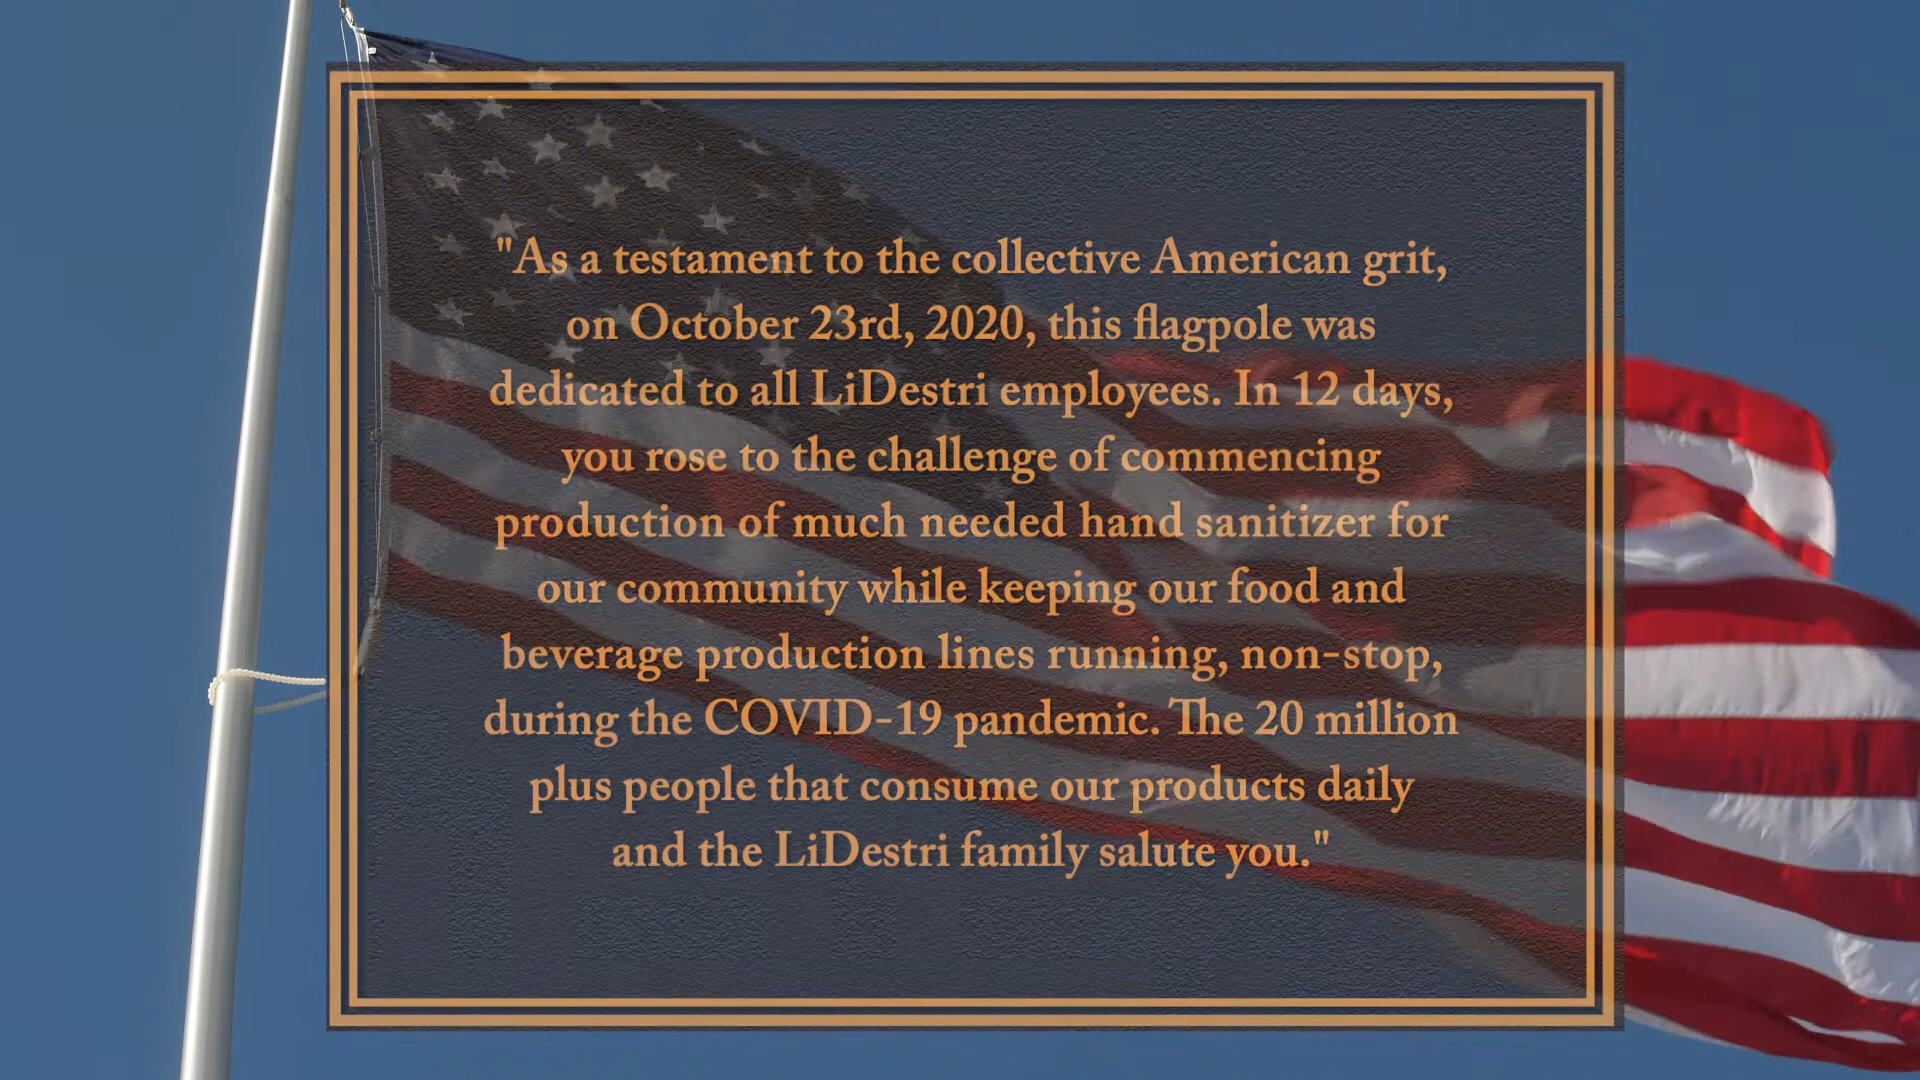 "As a testament to the collective American grit,
on October 23rd, 2020, this flagpole was
dedicated to all LiDestri employees. In 12 days,
you rose to the challenge of commencing
production of much needed hand sanitizer for
our community while keeping our food and
beverage production lines running, non-stop,
during the COVID-19 pandemic. The 20 million
plus people that consume our products daily
and the LiDestri family salute you."